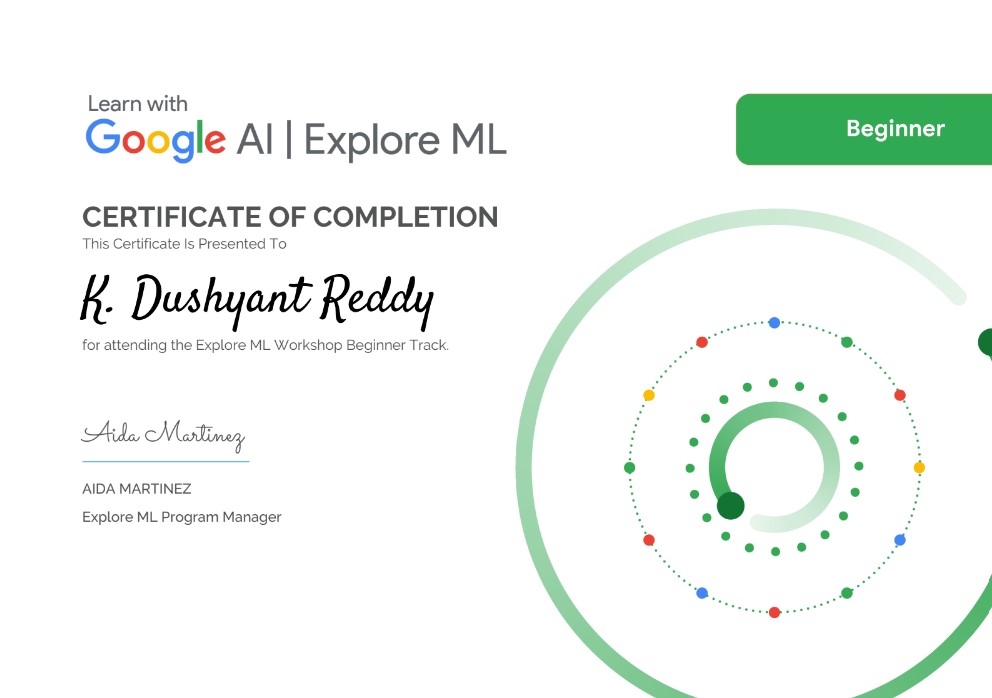 Learn with
Google AI | Explore ML
Beginner
CERTIFICATE OF COMPLETION
This Certificate Is Presented To
K. Dushyant Reddy
for attending the Explore ML Workshop Beginner Track.
Aida Martinez
AIDA MARTINEZ
Explore ML Program Manager